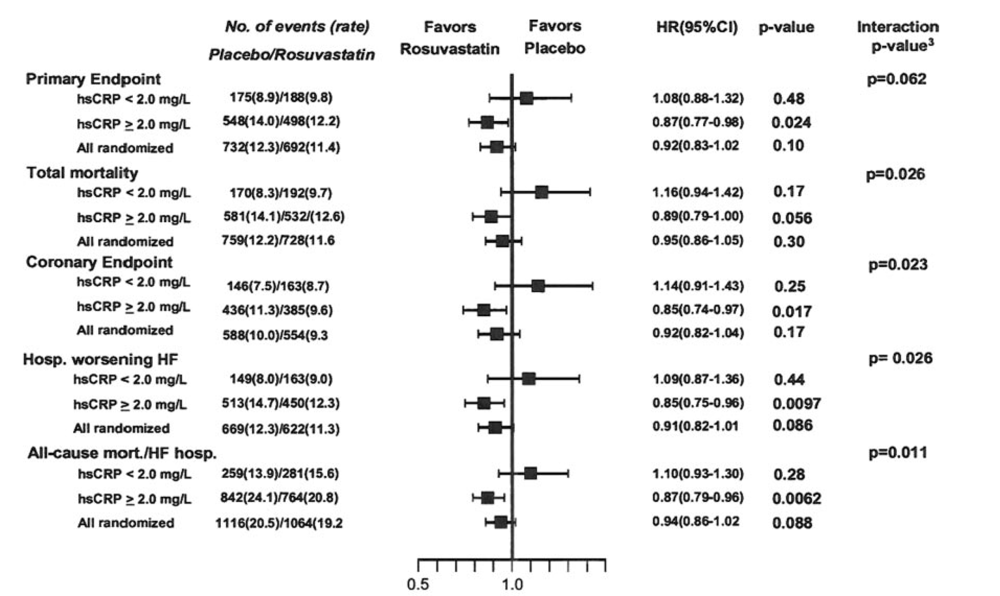 No. of events (rate) Favors Favors HR(95%CI) p-value Interaction
Placebo/Rosuvastatin Rosuvastatin Placebo p-value³
Primary Endpoint p=0.062
hsCRP < 2.0 mg/L 175(8.9)/188(9.8) 1.08(0.88-1.32) 0.48
hsCRP ≥ 2.0 mg/L 548(14.0)/498(12.2) 0.87(0.77-0.98) 0.024
All randomized 732(12.3)/692(11.4) 0.92(0.83-1.02 0.10
Total mortality p=0.026
hsCRP < 2.0 mg/L 170(8.3)/192(9.7) 1.16(0.94-1.42) 0.17
hsCRP ≥ 2.0 mg/L 581(14.1)/532/(12.6) 0.89(0.79-1.00) 0.056
All randomized 759(12.2)/728(11.6 0.95(0.86-1.05) 0.30
Coronary Endpoint p=0.023
hsCRP < 2.0 mg/L 146(7.5)/163(8.7) 1.14(0.91-1.43) 0.25
hsCRP ≥ 2.0 mg/L 436(11.3)/385(9.6) 0.85(0.74-0.97) 0.017
All randomized 588(10.0)/554(9.3 0.92(0.82-1.04) 0.17
Hosp. worsening HF p= 0.026
hsCRP < 2.0 mg/L 149(8.0)/163(9.0) 1.09(0.87-1.36) 0.44
hsCRP ≥ 2.0 mg/L 513(14.7)/450(12.3) 0.85(0.75-0.96) 0.0097
All randomized 669(12.3)/622(11.3) 0.91(0.82-1.01 0.086
All-cause mort./HF hosp. p=0.011
hsCRP < 2.0 mg/L 259(13.9)/281(15.6) 1.10(0.93-1.30) 0.28
hsCRP ≥ 2.0 mg/L 842(24.1)/764(20.8) 0.87(0.79-0.96) 0.0062
All randomized 1116(20.5)/1064(19.2 0.94(0.86-1.02 0.088
0.5 1.0